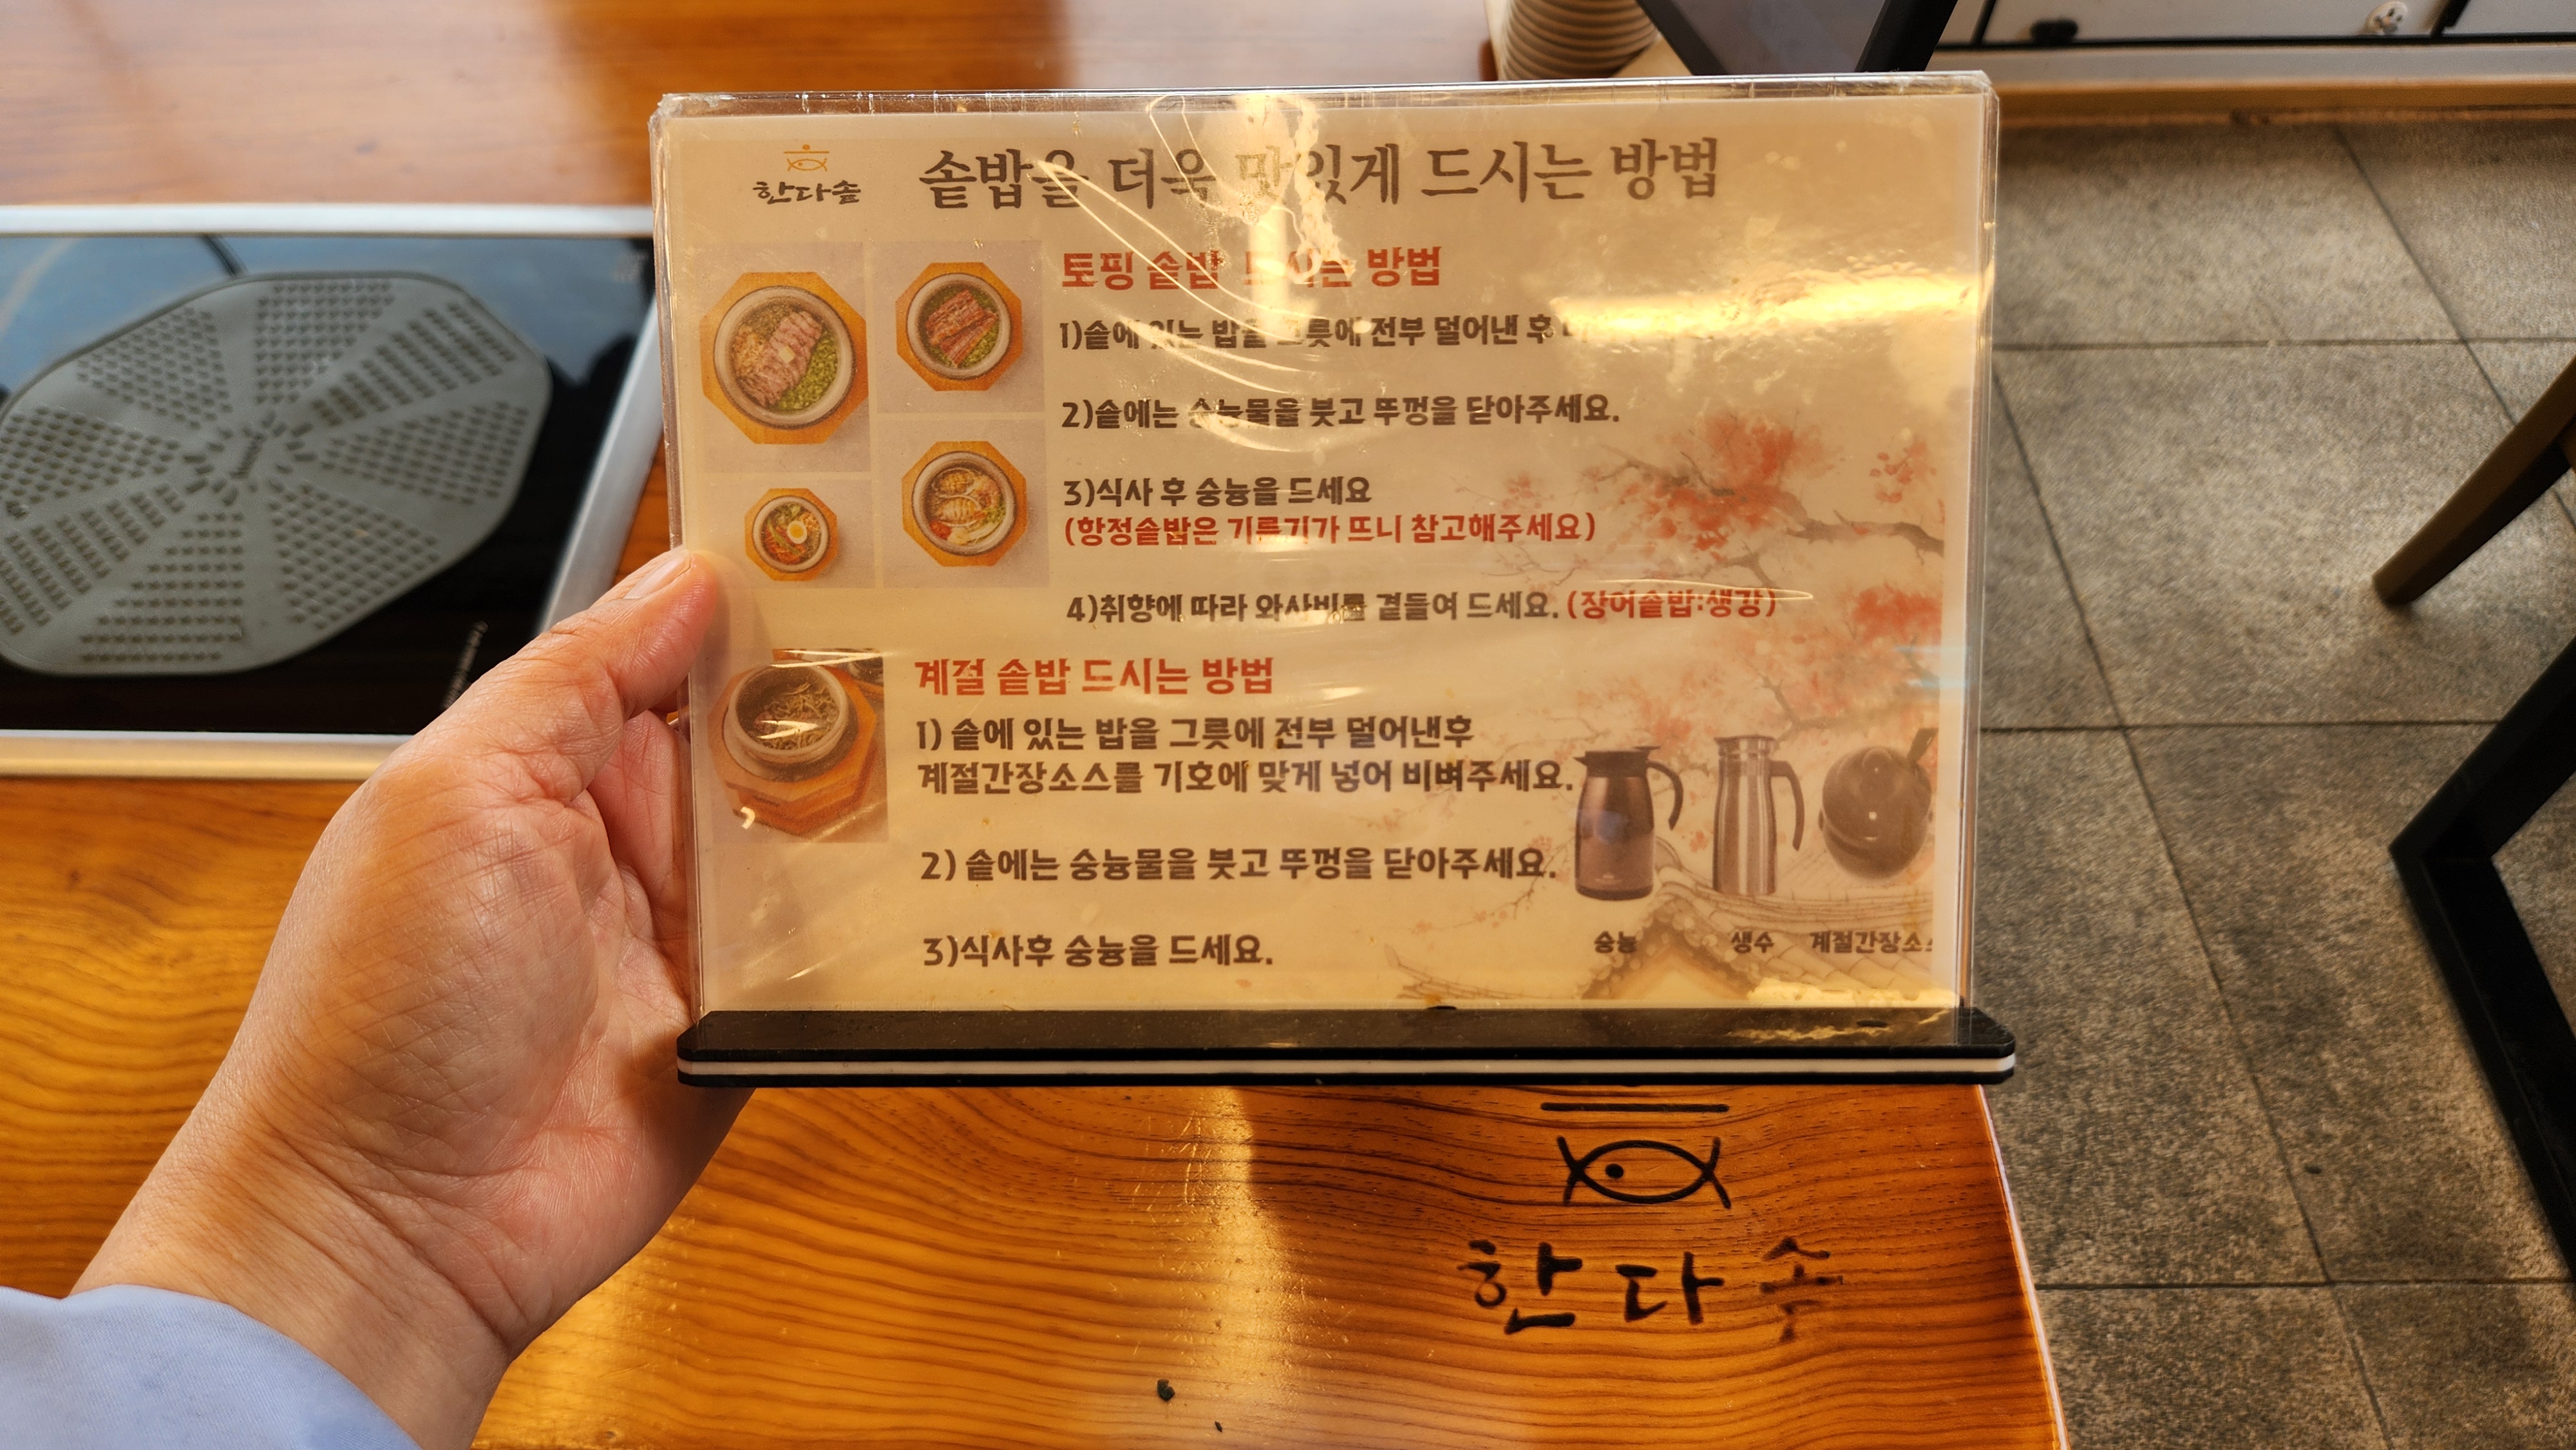 한다솥
솥밥을 더욱 맛있게 드시는 방법
토핑 솥밥 드시는 방법
1)솥에 있는 밥을 그릇에 전부 덜어낸 후
2)솥에는 숭늉물을 붓고 뚜껑을 닫아주세요.
3)식사 후 숭늉을 드세요
(항정솥밥은 기름기가 뜨니 참고해주세요)
4)취향에 따라 와사비를 곁들여 드세요. (장어솥밥:생강)
계절 솥밥 드시는 방법
1) 솥에 있는 밥을 그릇에 전부 덜어낸후
계절간장소스를 기호에 맞게 넣어 비벼주세요.
2) 솥에는 숭늉물을 붓고 뚜껑을 닫아주세요.
3)식사후 숭늉을 드세요.
숭늉 생수 계절간장소스
한다솥